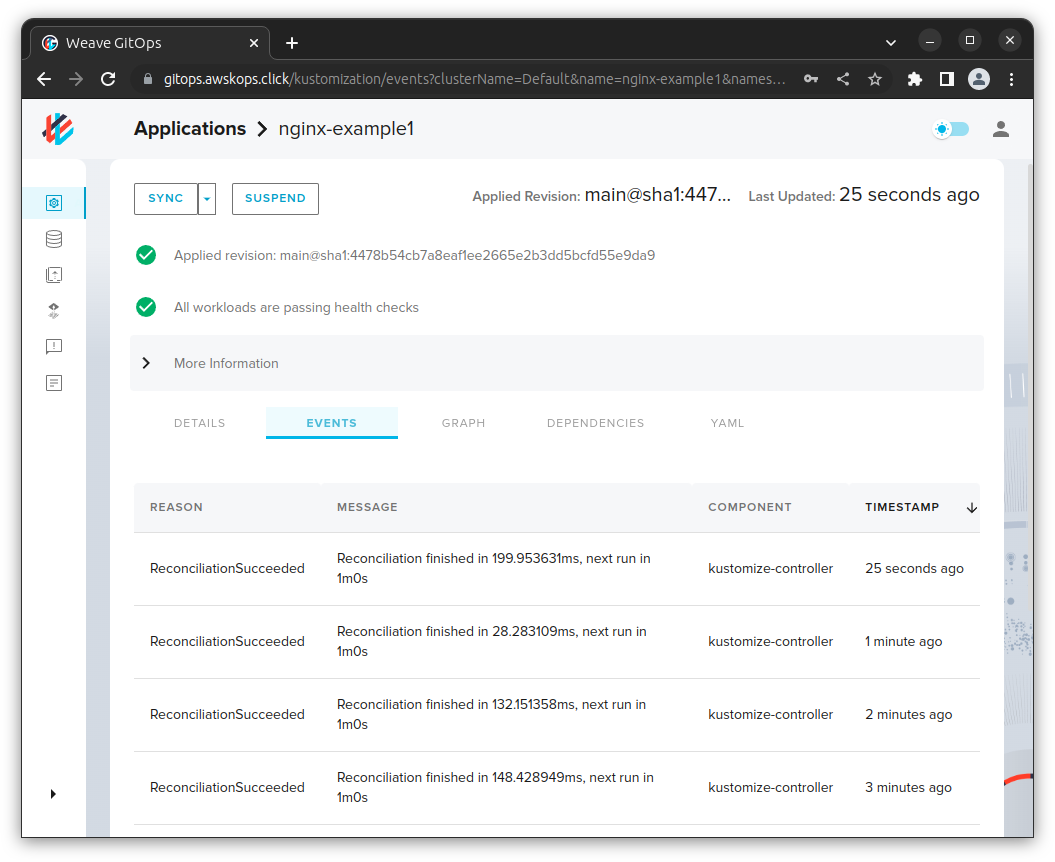 Weave GitOps
gitops.awskops.click/kustomization/events?clusterName=Default&name=nginx-example1&names...
Applications > nginx-example1
SYNC SUSPEND Applied Revision: main@sha1:447... Last Updated: 25 seconds ago
Applied revision: main@sha1:4478b54cb7a8eaf1ee2665e2b3dd5bcfd55e9da9
All workloads are passing health checks
More Information
DETAILS EVENTS GRAPH DEPENDENCIES YAML
REASON MESSAGE COMPONENT TIMESTAMP
ReconciliationSucceeded Reconciliation finished in 199.953631ms, next run in
1m0s kustomize-controller 25 seconds ago
ReconciliationSucceeded Reconciliation finished in 28.283109ms, next run in
1m0s kustomize-controller 1 minute ago
ReconciliationSucceeded Reconciliation finished in 132.151358ms, next run in
1m0s kustomize-controller 2 minutes ago
ReconciliationSucceeded Reconciliation finished in 148.428949ms, next run in
1m0s kustomize-controller 3 minutes ago